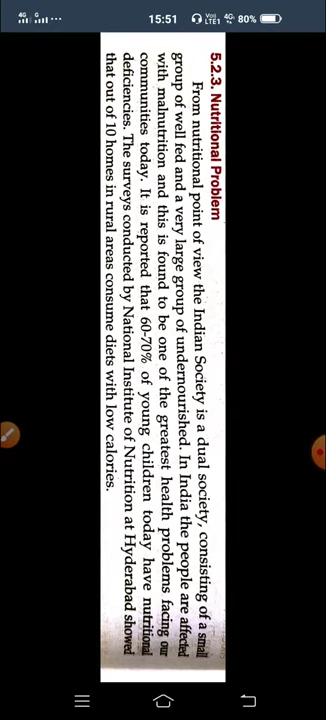 15:51
80%
5.2.3. Nutritional Problem
From nutritional point of view the Indian Society is a dual society, consisting of a small
group of well fed and a very large group of undernourished. In India the people are affected
with malnutrition and this is found to be one of the greatest health problems facing our
communities today. It is reported that 60-70% of young children today have nutritional
deficiencies. The surveys conducted by National Institute of Nutrition at Hyderabad showed
that out of 10 homes in rural areas consume diets with low calories.